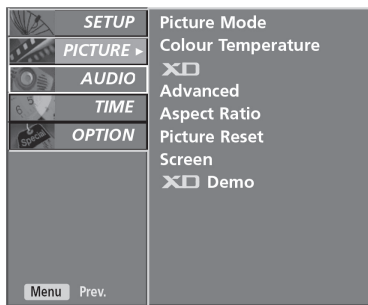 SETUP
PICTURE ▶
AUDIO
TIME
OPTION
Special
Menu Prev.
Picture Mode
Colour Temperature
XD
Advanced
Aspect Ratio
Picture Reset
Screen
XD Demo